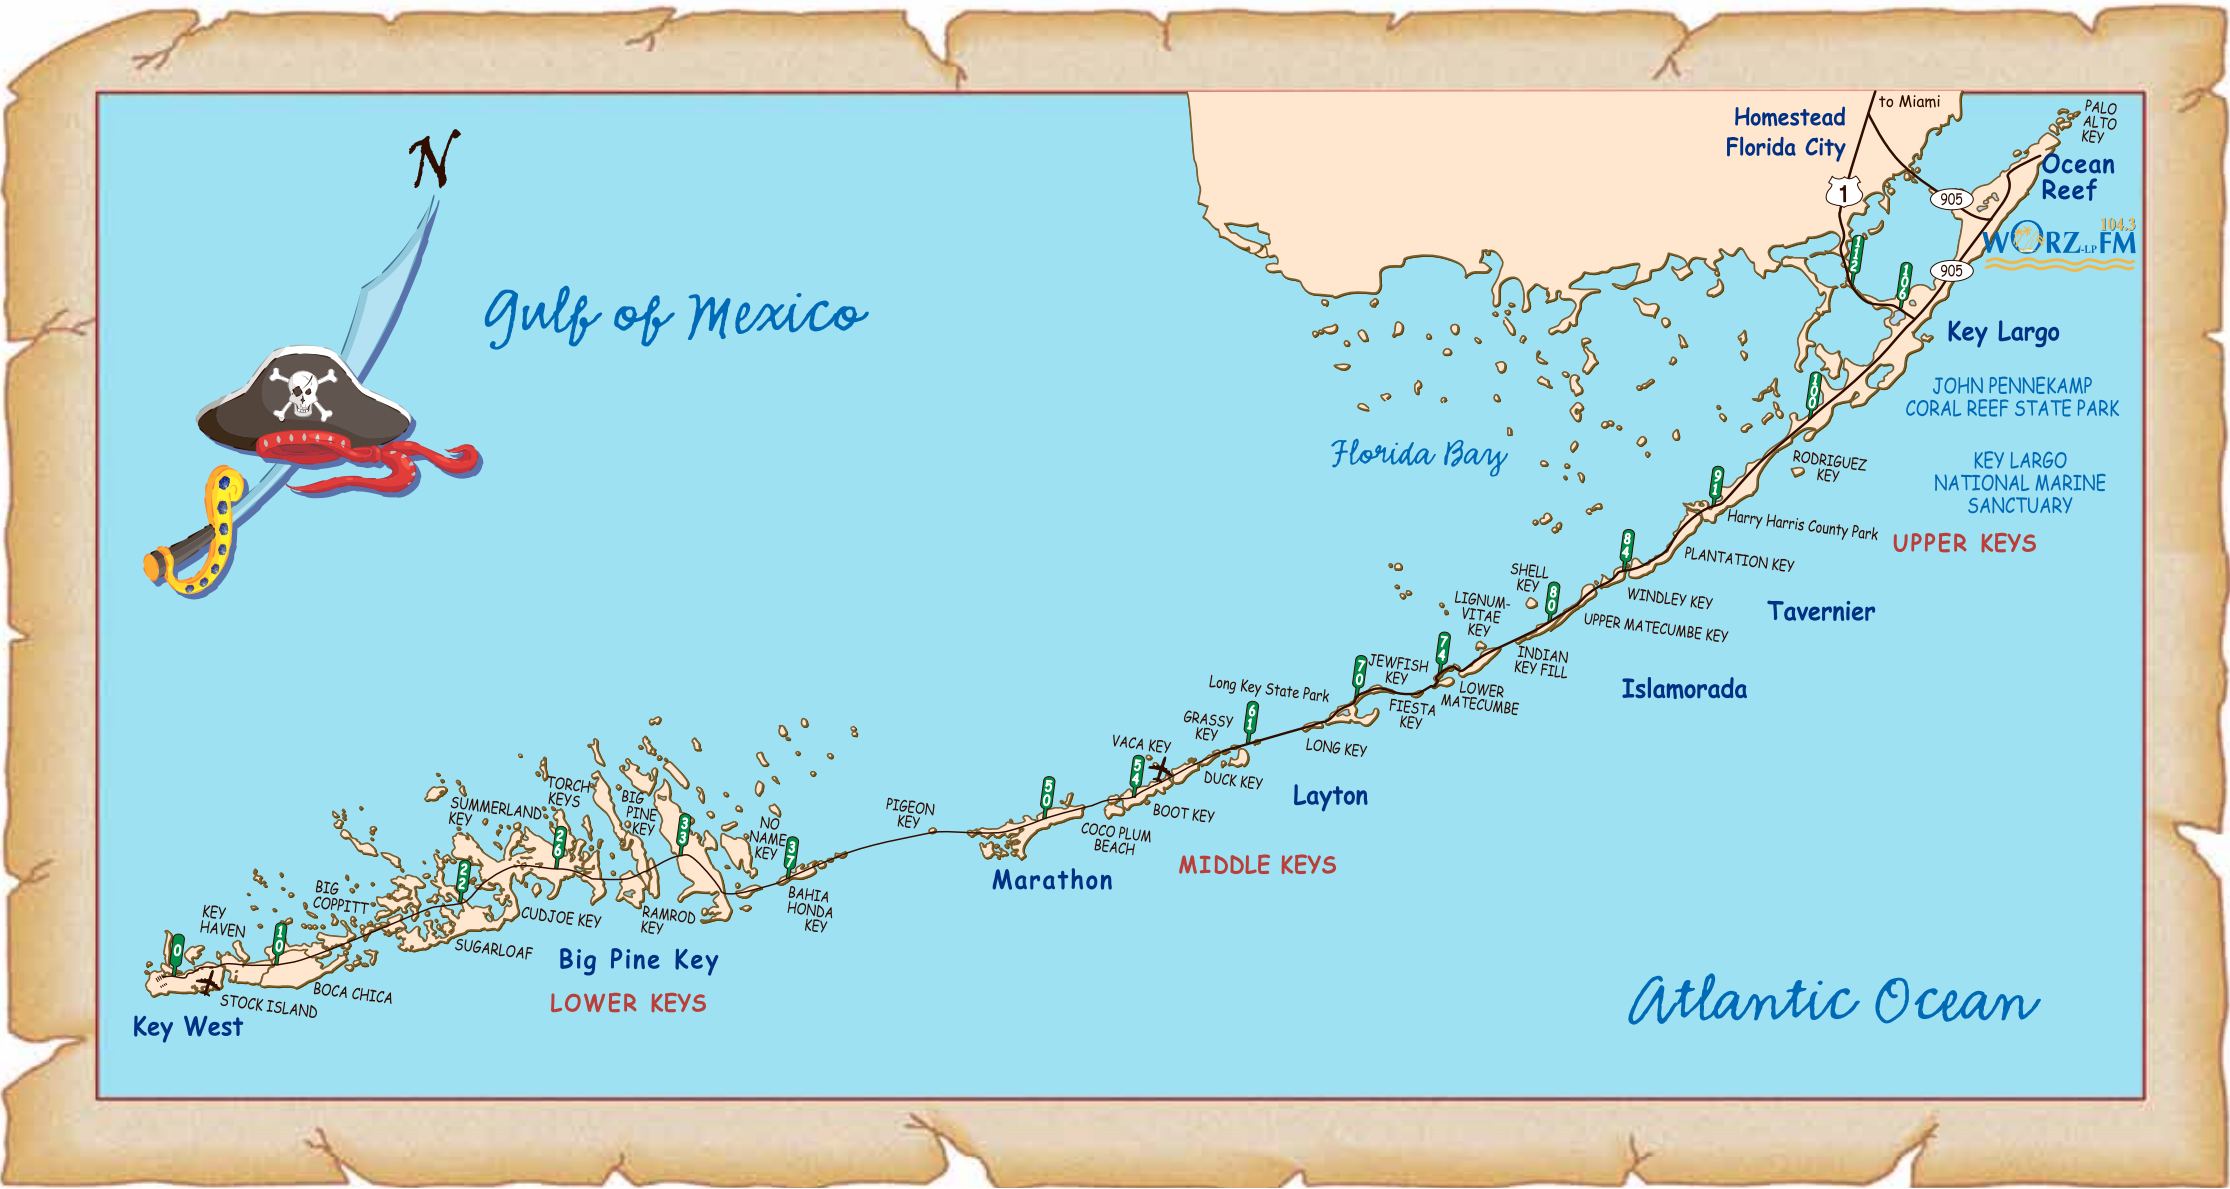 N
Gulf of Mexico
Florida Bay
Atlantic Ocean
to Miami
Homestead
Florida City
1
905
905
PALO
ALTO
KEY
Ocean
Reef
104.3
WORZ-LP FM
112
106
Key Largo
JOHN PENNEKAMP
CORAL REEF STATE PARK
100
KEY LARGO
NATIONAL MARINE
SANCTUARY
RODRIGUEZ
KEY
91
Harry Harris County Park
UPPER KEYS
84
PLANTATION KEY
WINDLEY KEY
Tavernier
SHELL
KEY
80
UPPER MATECUMBE KEY
LIGNUM-
VITAE
KEY
INDIAN
KEY FILL
Islamorada
74
LOWER
MATECUMBE
JEWFISH
KEY
70
FIESTA
KEY
Long Key State Park
LONG KEY
61
GRASSY
KEY
DUCK KEY
Layton
VACA KEY
54
BOOT KEY
COCO PLUM
BEACH
MIDDLE KEYS
50
Marathon
PIGEON
KEY
37
BAHIA
HONDA
KEY
NO
NAME
KEY
33
BIG
PINE
KEY
RAMROD
KEY
TORCH
KEYS
26
SUMMERLAND
KEY
CUDJOE KEY
Big Pine Key
LOWER KEYS
22
SUGARLOAF
BIG
COPPITT
10
BOCA CHICA
KEY
HAVEN
0
STOCK ISLAND
Key West